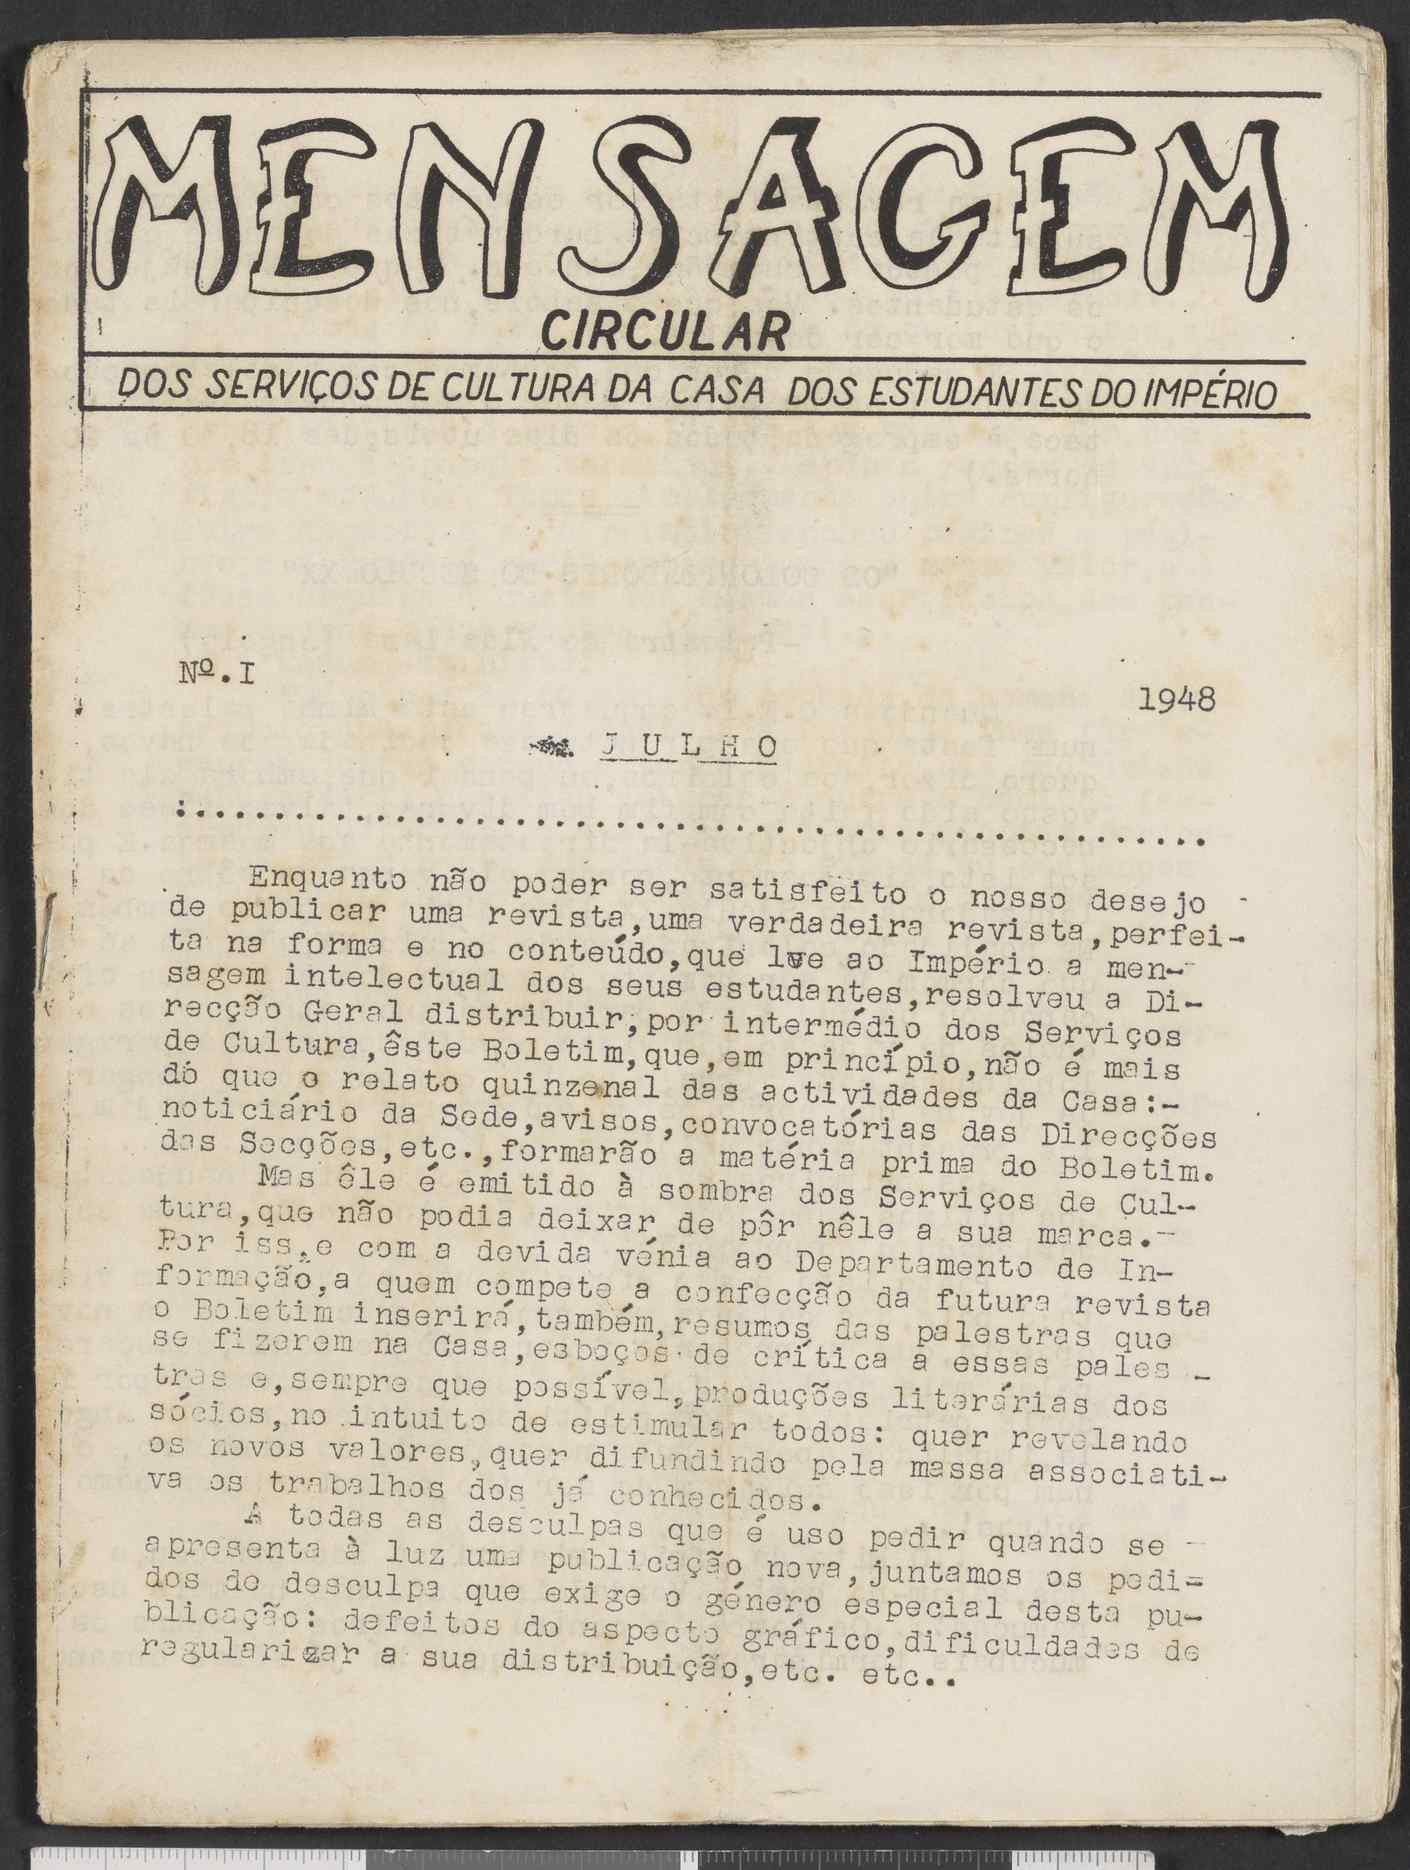 MENSAGEM
CIRCULAR
DOS SERVIÇOS DE CULTURA DA CASA DOS ESTUDANTES DO IMPÉRIO
Nº.I
1948
JULHO
Enquanto não poder ser satisfeito o nosso desejo
de publicar uma revista,uma verdadeira revista,perfei-
ta na forma e no conteúdo,que lve ao Império a men-
sagem intelectual dos seus estudantes,resolveu a Di-
recção Geral distribuir,por intermédio dos Serviços
de Cultura,êste Boletim,que,em princípio,não é mais
dó que o relato quinzenal das actividades da Casa:-
noticiário da Sede,avisos,convocatórias das Direcções
das Secções,etc.,formarão a matéria prima do Boletim.
Mas êle é emitido à sombra dos Serviços de Cul-
tura,que não podia deixar de pôr nêle a sua marca.-
Por iss,e com a devida vénia ao Departamento de In-
formação,a quem compete a confecção da futura revista
o Boletim inserirá,também,resumos das palestras que
se fizerem na Casa,esboços de crítica a essas pales -
tras e,sempre que possível,produções literárias dos
sócios,no intuito de estimular todos: quer revelando
os novos valores,quer difundindo pela massa associati-
va os trabalhos dos já conhecidos.
A todas as desculpas que é uso pedir quando se -
apresenta à luz uma publicação nova,juntamos os pedi=
dos de desculpa que exige o género especial desta pu-
blicação: defeitos do aspecto gráfico,dificuldades de
regularizar a sua distribuição,etc. etc..